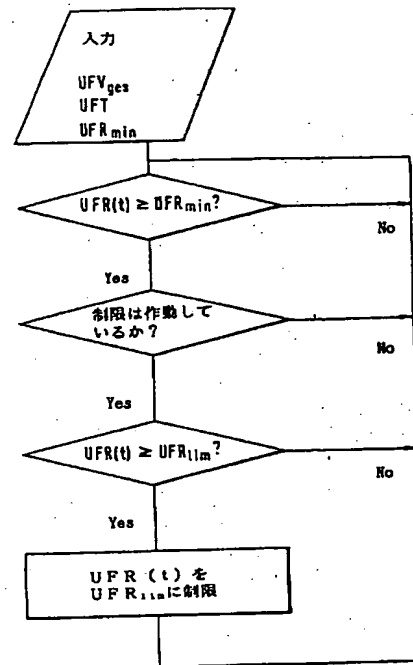 入力
UFVges
UFT
UFRmin
UFR(t) ≥ UFRmin?
No
Yes
制限は作動して
いるか?
No
Yes
UFR(t) ≥ UFRlim?
No
Yes
UFR (t) を
UFRlimに制限